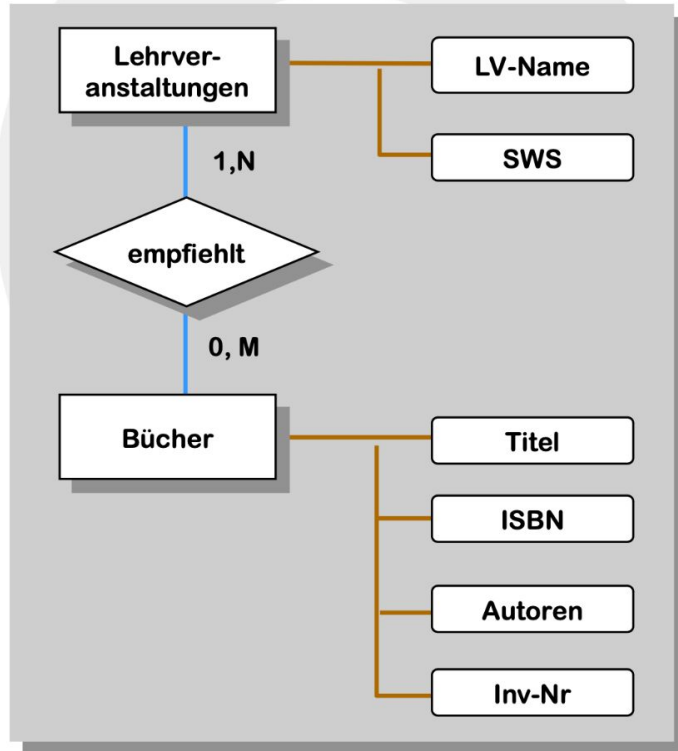 Lehrver-
anstaltungen
LV-Name
SWS
1,N
empfiehlt
0, M
Bücher
Titel
ISBN
Autoren
Inv-Nr